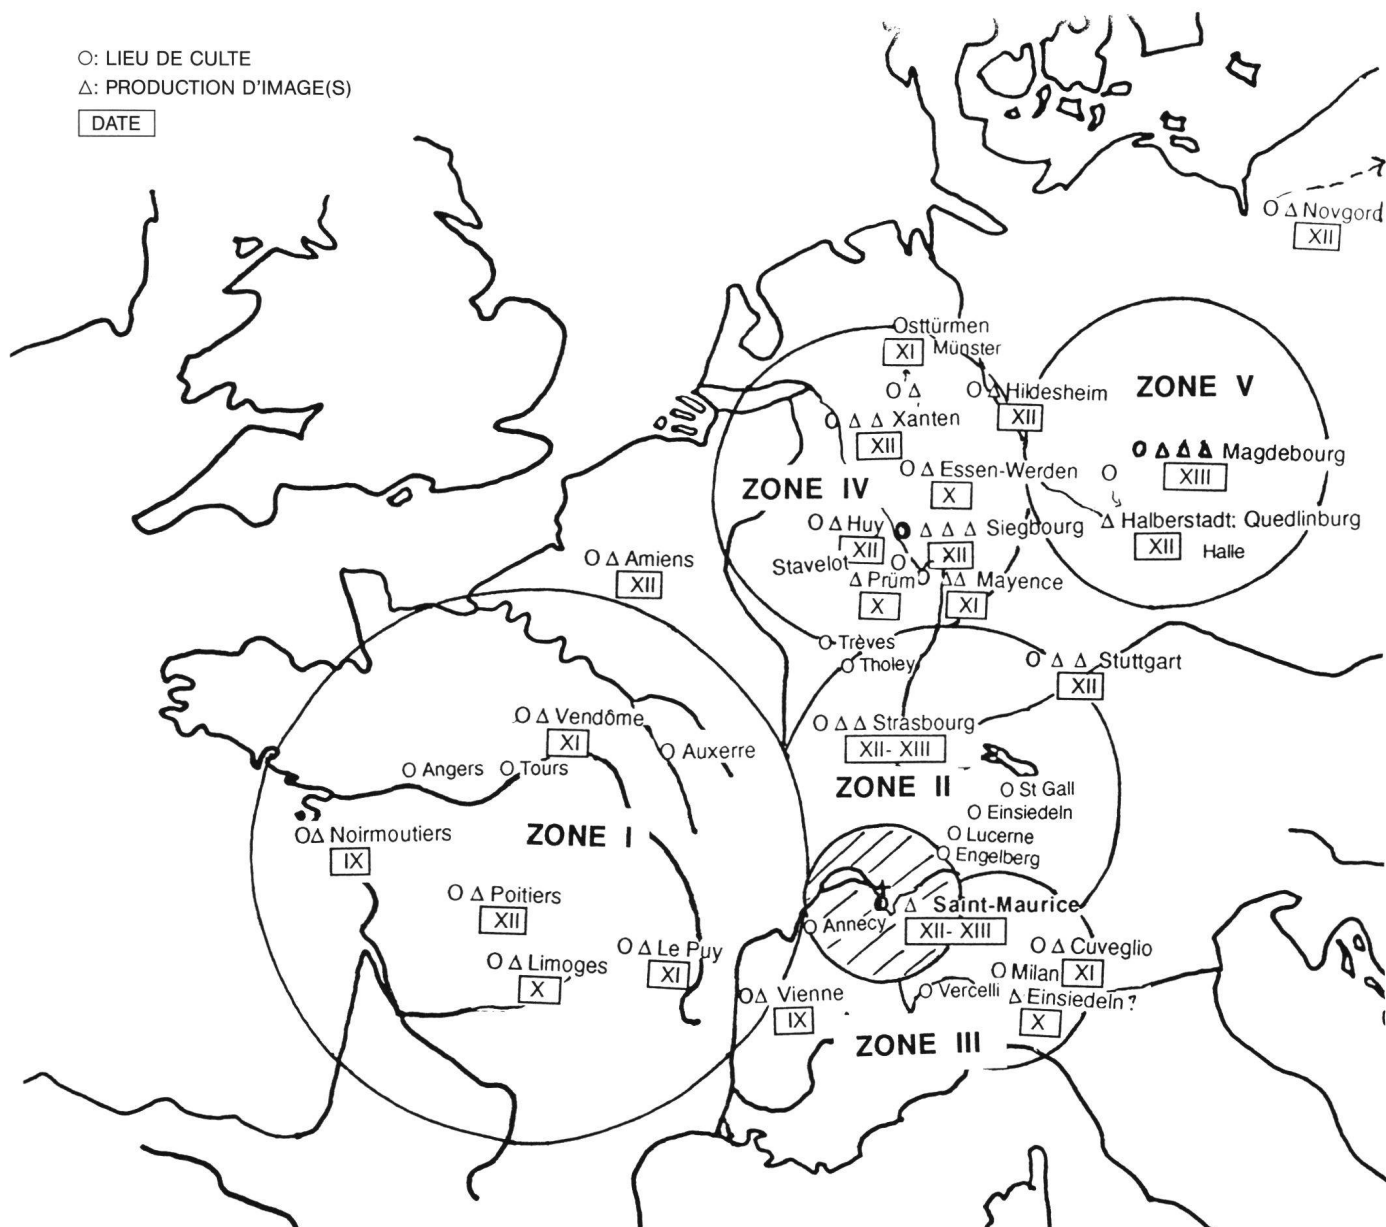 O: LIEU DE CULTE
Δ: PRODUCTION D'IMAGE(S)
DATE
O Δ Novgord
XII
Osttürmen
XI Münster
O Δ
O Δ Hildesheim
XII
O Δ Δ Xanten
XII
ZONE V
O Δ Δ Δ Magdebourg
XIII
O
O Δ Essen-Werden
X
ZONE IV
Δ Halberstadt: Quedlinburg
XII Halle
O Δ Huy
XII
O Δ Δ Δ Siegbourg
XII
Stavelot O
Δ Prüm
X
O Δ Δ Mayence
XI
O Δ Amiens
XII
O Trèves
O Tholey
O Δ Δ Stuttgart
XII
O Δ Vendôme
XI
O Δ Δ Strasbourg
XII - XIII
O Auxerre
O Angers
O Tours
ZONE II
O St Gall
O Einsiedeln
O Lucerne
O Engelberg
O Δ Noirmoutiers
IX
ZONE I
O Δ Poitiers
XII
O Δ Saint-Maurice
XII - XIII
O Annecy
O Δ Le Puy
XI
O Δ Limoges
X
O Δ Cuveglio
XI
O Milan
O Vercelli
Δ Einsiedeln ?
X
O Δ Vienne
IX
ZONE III